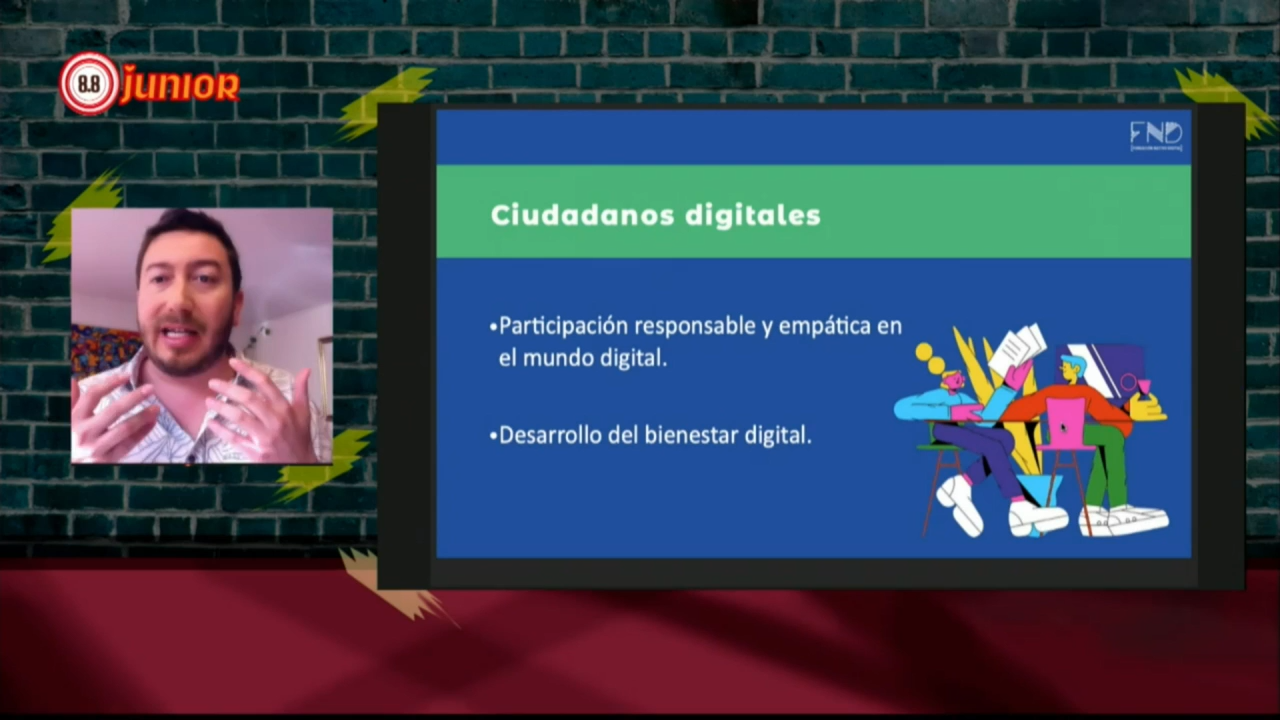 8.8
JUNIOR
FND
Ciudadanos digitales
•Participación responsable y empática en
el mundo digital.
•Desarrollo del bienestar digital.